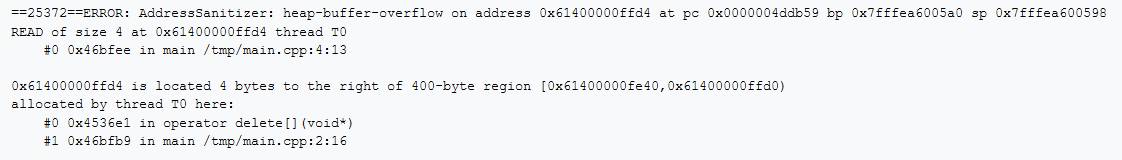 ==25372==ERROR: AddressSanitizer: heap-buffer-overflow on address 0x61400000ffd4 at pc 0x0000004ddb59 bp 0x7fffea6005a0 sp 0x7fffea600598
READ of size 4 at 0x61400000ffd4 thread T0
    #0 0x46bfee in main /tmp/main.cpp:4:13

0x61400000ffd4 is located 4 bytes to the right of 400-byte region [0x61400000fe40,0x61400000ffd0)
allocated by thread T0 here:
    #0 0x4536e1 in operator delete[](void*)
    #1 0x46bfb9 in main /tmp/main.cpp:2:16